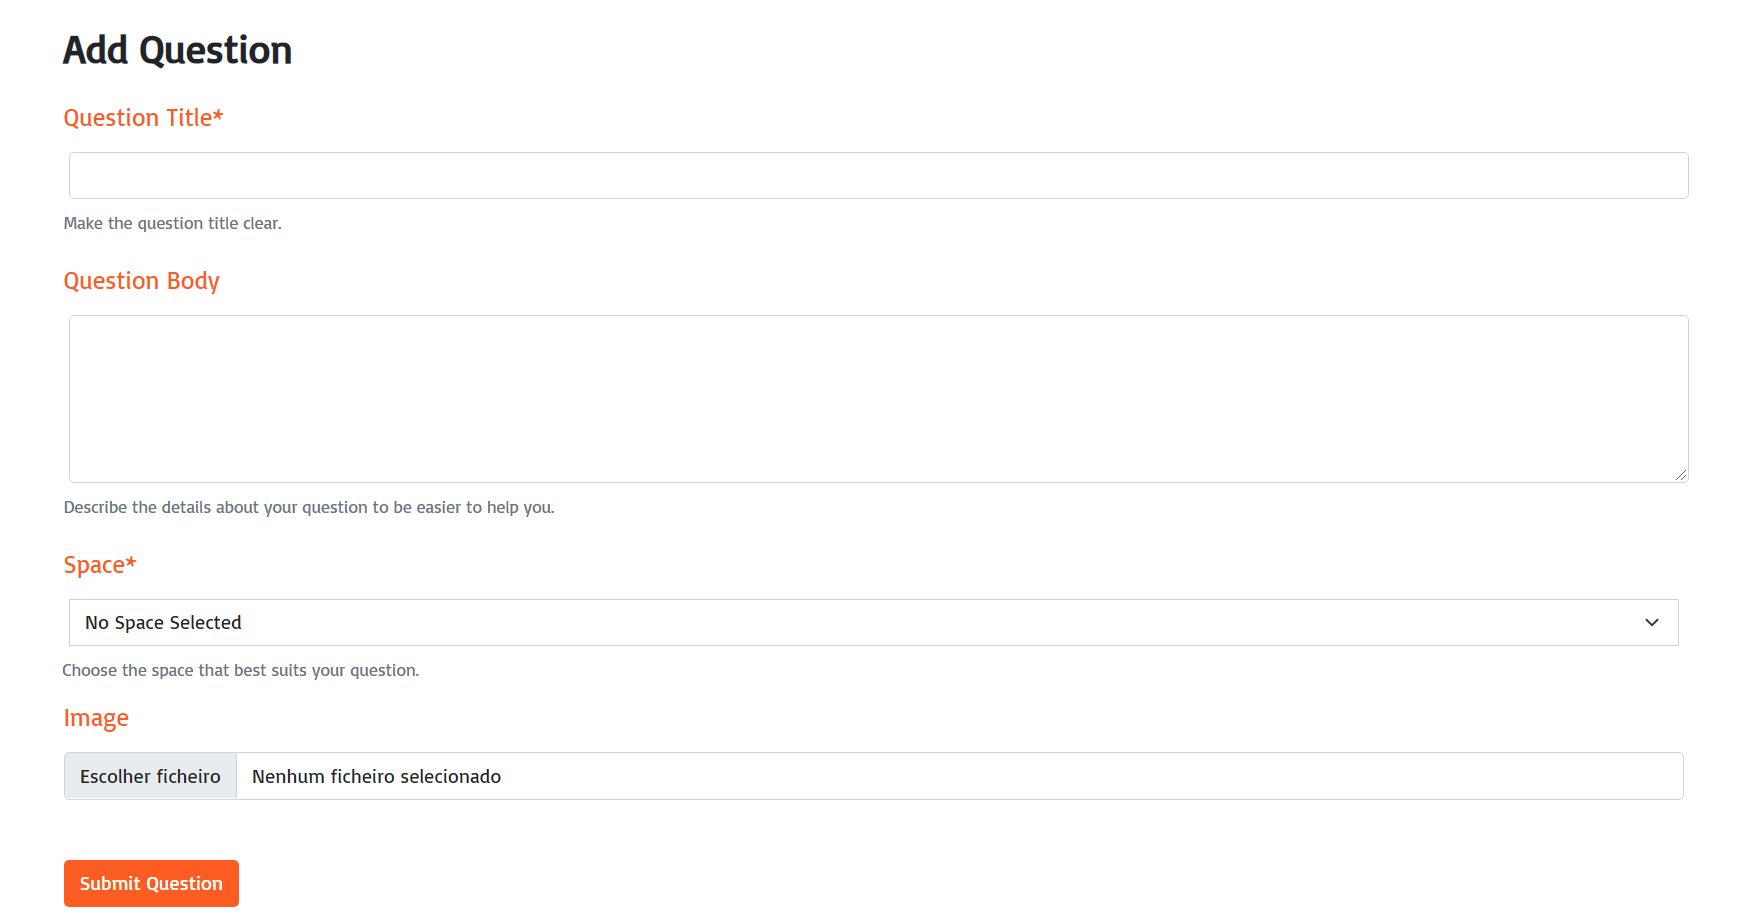 Add Question
Question Title*
Make the question title clear.
Question Body
Describe the details about your question to be easier to help you.
Space*
No Space Selected
Choose the space that best suits your question.
Image
Escolher ficheiro Nenhum ficheiro selecionado
Submit Question